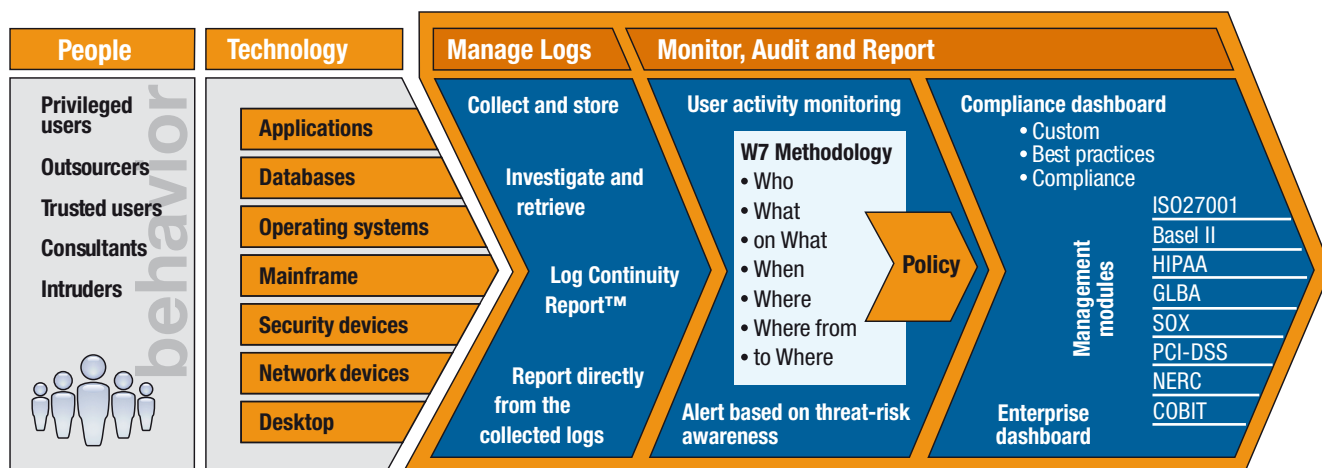 People
Privileged
users
Outsourcers
Trusted users
Consultants
Intruders
behavior
Technology
Applications
Databases
Operating systems
Mainframe
Security devices
Network devices
Desktop
Manage Logs
Collect and store
Investigate and
retrieve
Log Continuity
Report™
Report directly
from the
collected logs
Monitor, Audit and Report
User activity monitoring
W7 Methodology
• Who
• What
• on What
• When
• Where
• Where from
• to Where
Policy
Alert based on threat-risk
awareness
Compliance dashboard
• Custom
• Best practices
• Compliance
Management
modules
ISO27001
Basel II
HIPAA
GLBA
SOX
PCI-DSS
NERC
COBIT
Enterprise
dashboard